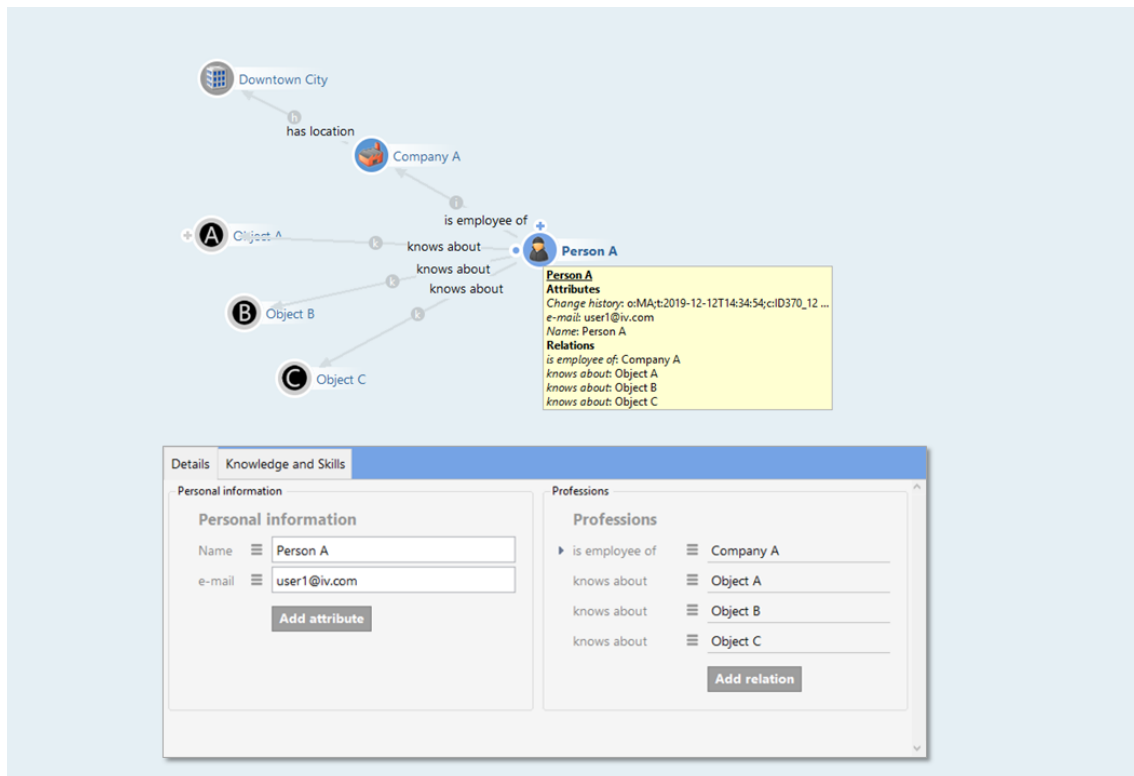 Downtown City
h
has location
Company A
i
is employee of
A
Object A
k
knows about
Person A
knows about
k
knows about
B
Object B
k
C
Object C
Person A
Attributes
Change history: o:MA;t:2019-12-12T14:34:54;c:ID370_12 ...
e-mail: user1@iv.com
Name: Person A
Relations
is employee of: Company A
knows about: Object A
knows about: Object B
knows about: Object C
Details Knowledge and Skills
Personal information
Personal information
Name Person A
e-mail user1@iv.com
Add attribute
Professions
Professions
is employee of Company A
knows about Object A
knows about Object B
knows about Object C
Add relation